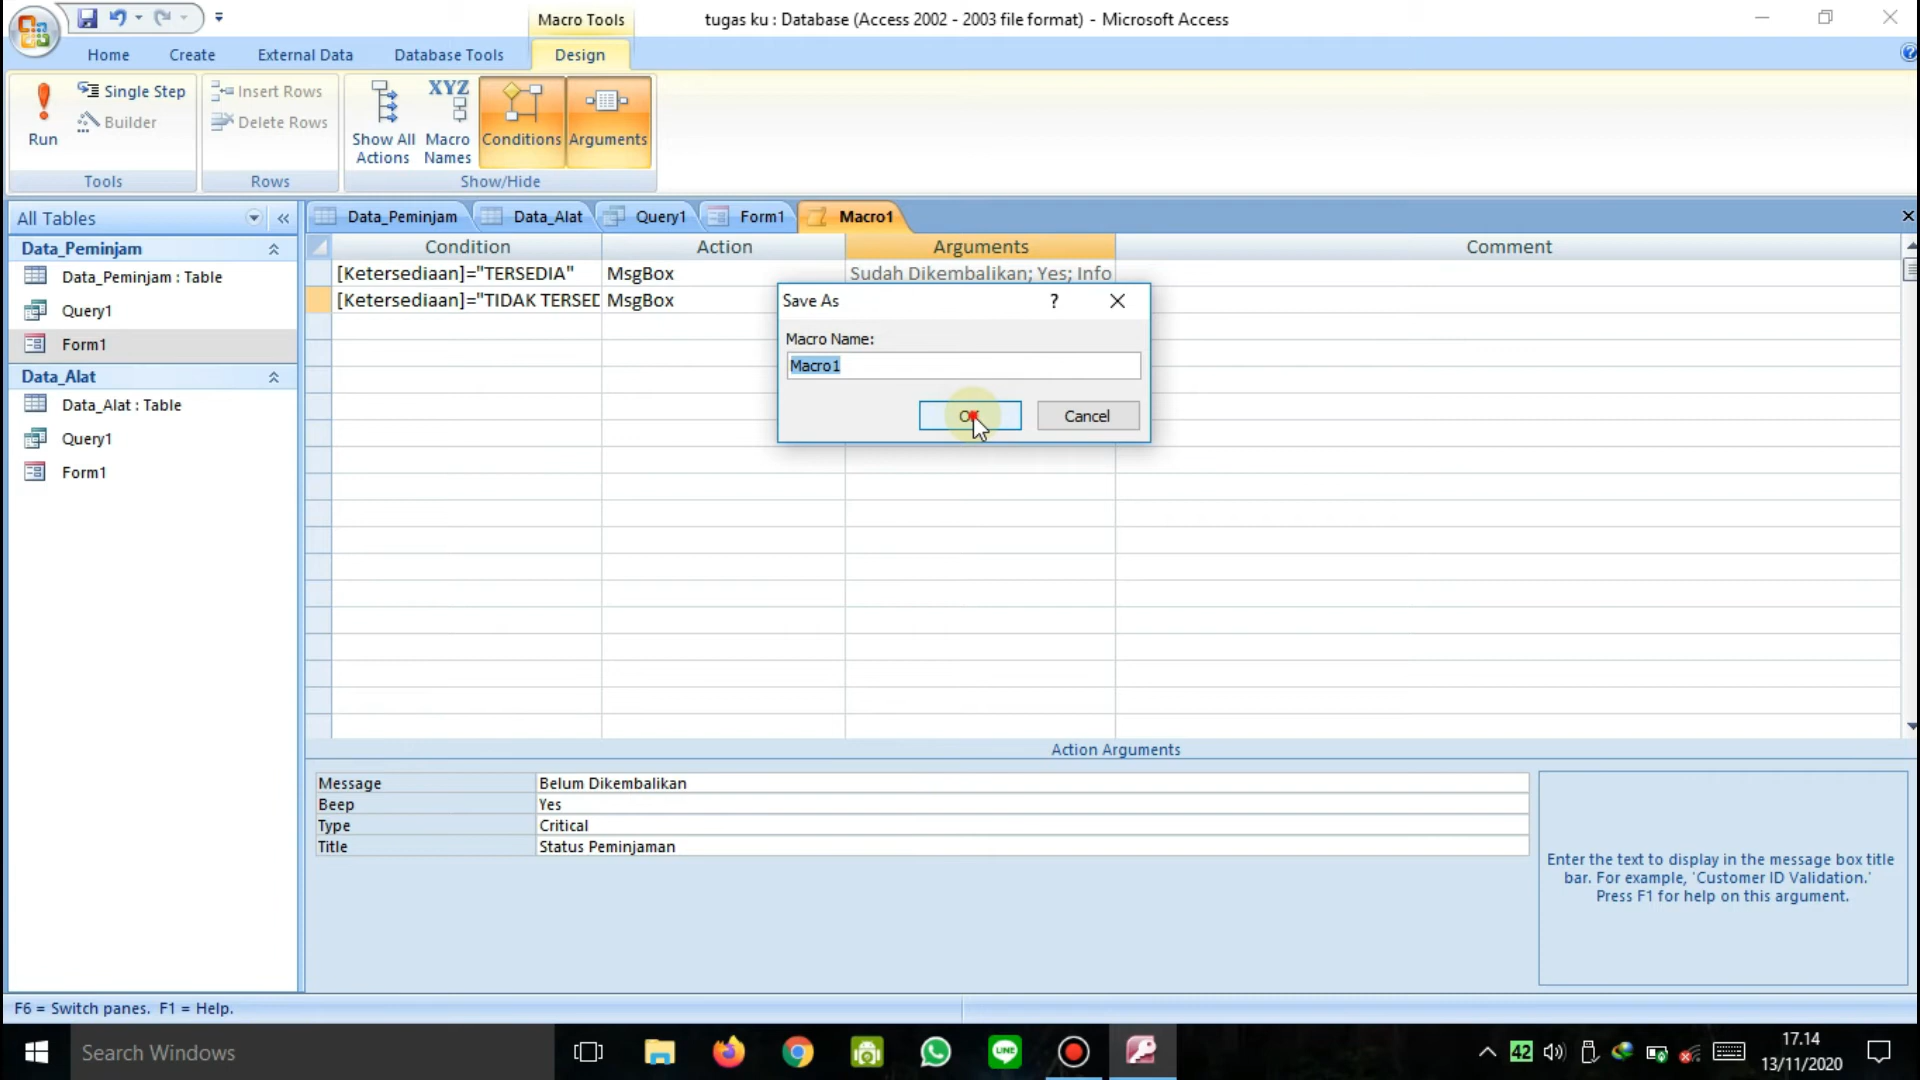 Macro Tools
tugas ku : Database (Access 2002 - 2003 file format) - Microsoft Access
Home Create External Data Database Tools Design
Run
Single Step
Builder
Tools
Insert Rows
Delete Rows
Rows
Show All Actions
XYZ
Macro Names
Conditions
Arguments
Show/Hide
All Tables
Data_Peminjam
Data_Peminjam : Table
Query1
Form1
Data_Alat
Data_Alat : Table
Query1
Form1
Data_Peminjam Data_Alat Query1 Form1 Macro1
Condition Action Arguments Comment
[Ketersediaan]="TERSEDIA" MsgBox Sudah Dikembalikan; Yes; Info
[Ketersediaan]="TIDAK TERSED MsgBox
Save As ?
Macro Name:
Macro1
OK Cancel
Action Arguments
Message Belum Dikembalikan
Beep Yes
Type Critical
Title Status Peminjaman
Enter the text to display in the message box title
bar. For example, 'Customer ID Validation.'
Press F1 for help on this argument.
F6 = Switch panes. F1 = Help.
Search Windows
LINE
42
17.14
13/11/2020